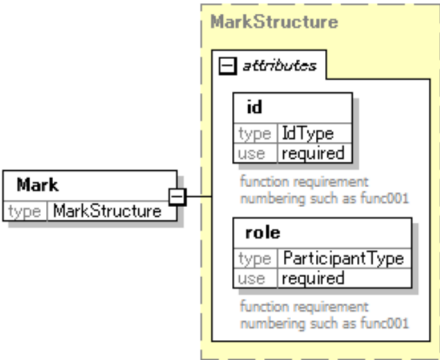 MarkStructure
attributes
id
type IdType
use required
function requirement
numbering such as func001
Mark
type MarkStructure
role
type ParticipantType
use required
function requirement
numbering such as func001